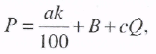 P = ak/100 + B + cQ,